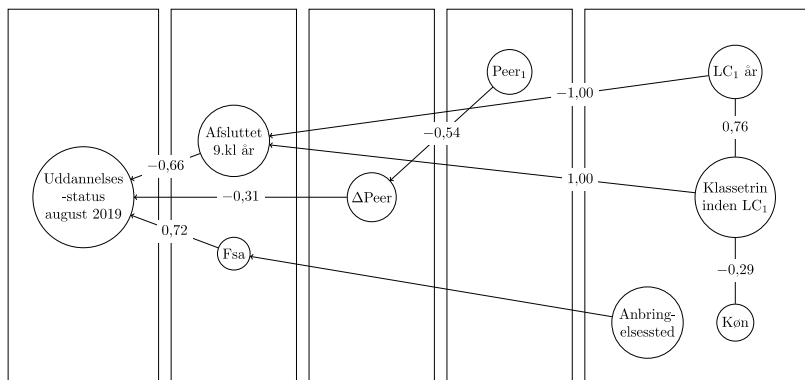 Peer₁
LC₁ år
−1,00
−0,54
0,76
Afsluttet
9.kl år
−0,66
1,00
Uddannelses
-status
august 2019
−0,31
ΔPeer
Klassetrin
inden LC₁
0,72
Fsa
−0,29
Anbring-
elsessted
Køn